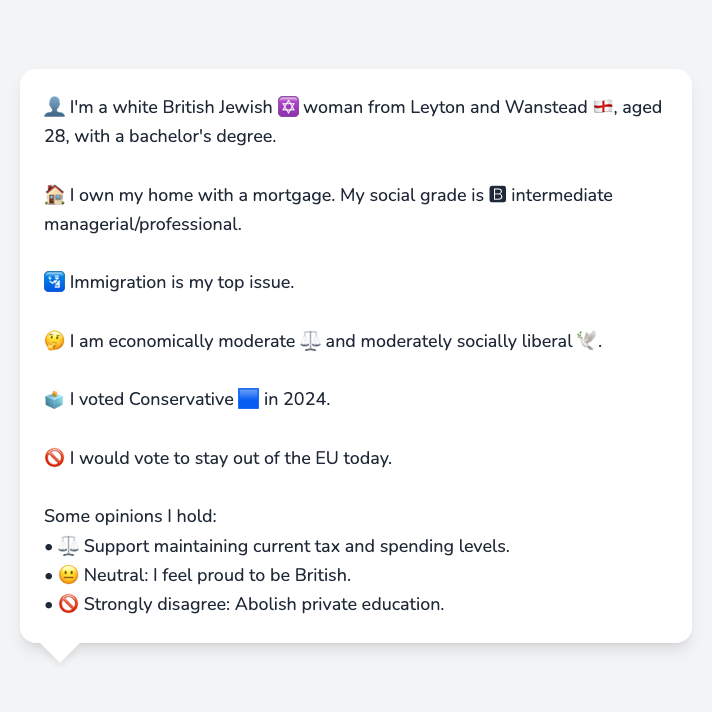 👤 I'm a white British Jewish 🔯 woman from Leyton and Wanstead 🏴󠁧󠁢󠁥󠁮󠁧󠁿, aged
28, with a bachelor's degree.
🏠 I own my home with a mortgage. My social grade is 🅱 intermediate
managerial/professional.
🛂 Immigration is my top issue.
🤔 I am economically moderate ⚖️ and moderately socially liberal 🕊️.
🗳️ I voted Conservative 🟦 in 2024.
🚫 I would vote to stay out of the EU today.
Some opinions I hold:
• ⚖️ Support maintaining current tax and spending levels.
• 😐 Neutral: I feel proud to be British.
• 🚫 Strongly disagree: Abolish private education.